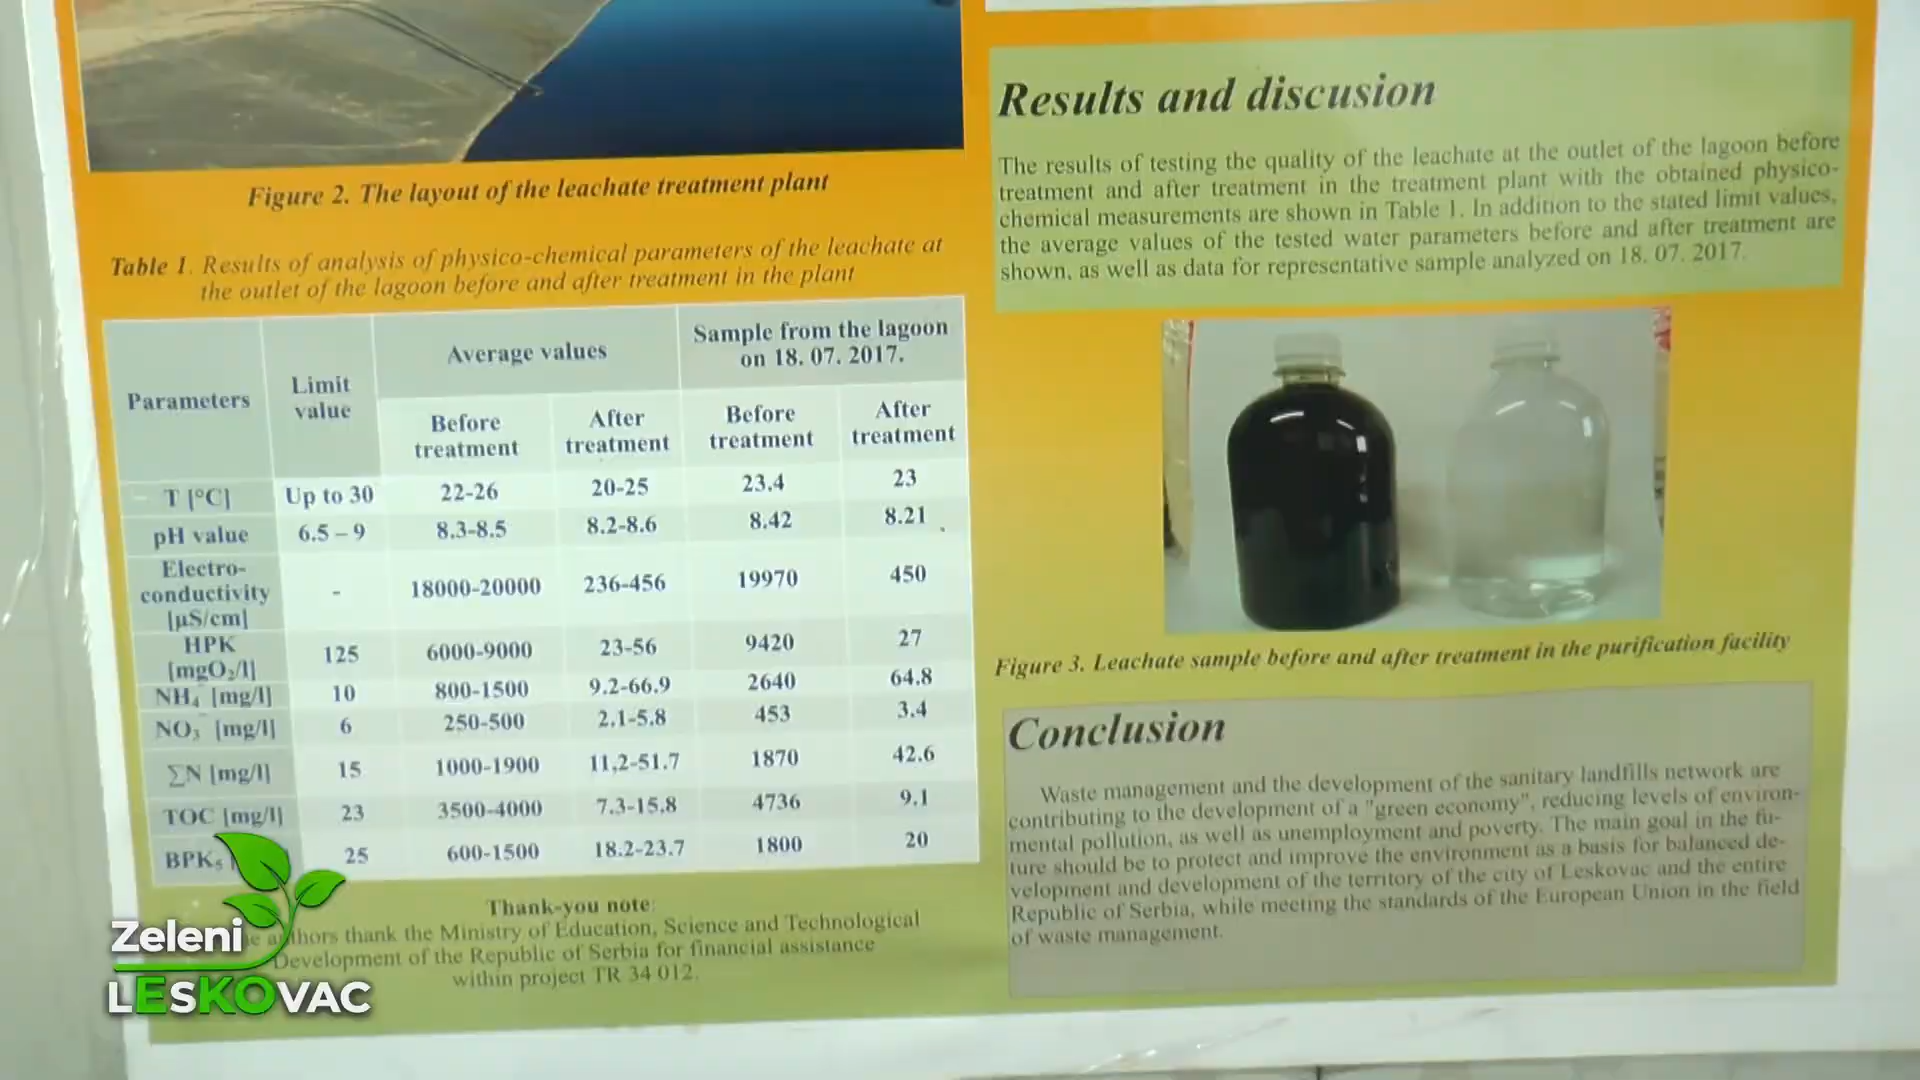 Figure 2. The layout of the leachate treatment plant
Table 1. Results of analysis of physico-chemical parameters of the leachate at
the outlet of the lagoon before and after treatment in the plant
Parameters
Limit
value
Average values
Sample from the lagoon
on 18. 07. 2017.
Before
treatment
After
treatment
Before
treatment
After
treatment
T [°C] Up to 30 22-26 20-25 23.4 23
pH value 6.5 – 9 8.3-8.5 8.2-8.6 8.42 8.21
Electro-
conductivity
[µS/cm]
- 18000-20000 236-456 19970 450
HPK
[mgO₂/l]
125 6000-9000 23-56 9420 27
NH₄ [mg/l] 10 800-1500 9.2-66.9 2640 64.8
NO₃⁻ [mg/l] 6 250-500 2.1-5.8 453 3.4
∑N [mg/l] 15 1000-1900 11,2-51.7 1870 42.6
TOC [mg/l] 23 3500-4000 7.3-15.8 4736 9.1
BPK₅ 25 600-1500 18.2-23.7 1800 20
Thank-you note:
thors thank the Ministry of Education, Science and Technological
Development of the Republic of Serbia for financial assistance
within project TR 34 012.
Zeleni
LESKOVAC
Results and discusion
The results of testing the quality of the leachate at the outlet of the lagoon before
treatment and after treatment in the treatment plant with the obtained physico-
chemical measurements are shown in Table 1. In addition to the stated limit values,
the average values of the tested water parameters before and after treatment are
shown, as well as data for representative sample analyzed on 18. 07. 2017.
Figure 3. Leachate sample before and after treatment in the purification facility
Conclusion
Waste management and the development of the sanitary landfills network are
contributing to the development of a "green economy", reducing levels of environ-
mental pollution, as well as unemployment and poverty. The main goal in the fu-
ture should be to protect and improve the environment as a basis for balanced de-
velopment and development of the territory of the city of Leskovac and the entire
Republic of Serbia, while meeting the standards of the European Union in the field
of waste management.